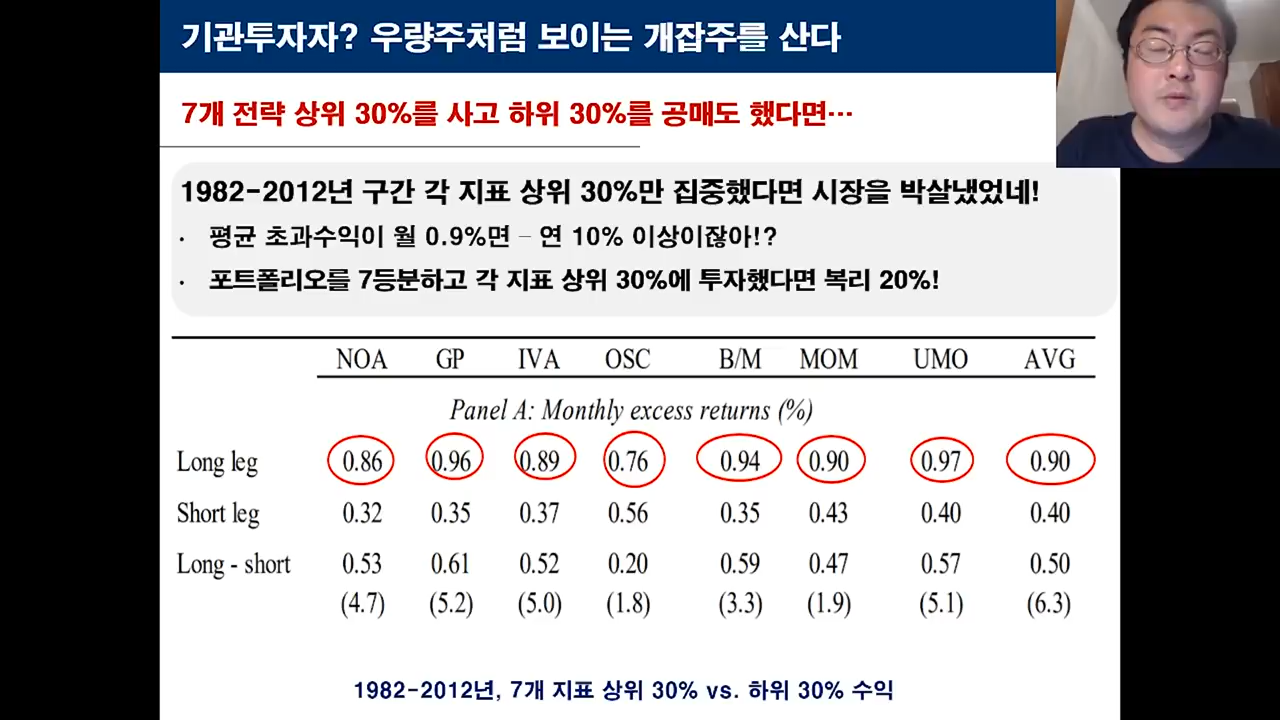 기관투자자? 우량주처럼 보이는 개잡주를 산다
7개 전략 상위 30%를 사고 하위 30%를 공매도 했다면…
1982-2012년 구간 각 지표 상위 30%만 집중했다면 시장을 박살냈었네!
· 평균 초과수익이 월 0.9%면 – 연 10% 이상이잖아!?
· 포트폴리오를 7등분하고 각 지표 상위 30%에 투자했다면 복리 20%!
NOA GP IVA OSC B/M MOM UMO AVG
Panel A: Monthly excess returns (%)
Long leg 0.86 0.96 0.89 0.76 0.94 0.90 0.97 0.90
Short leg 0.32 0.35 0.37 0.56 0.35 0.43 0.40 0.40
Long - short 0.53 0.61 0.52 0.20 0.59 0.47 0.57 0.50
(4.7) (5.2) (5.0) (1.8) (3.3) (1.9) (5.1) (6.3)
1982-2012년, 7개 지표 상위 30% vs. 하위 30% 수익